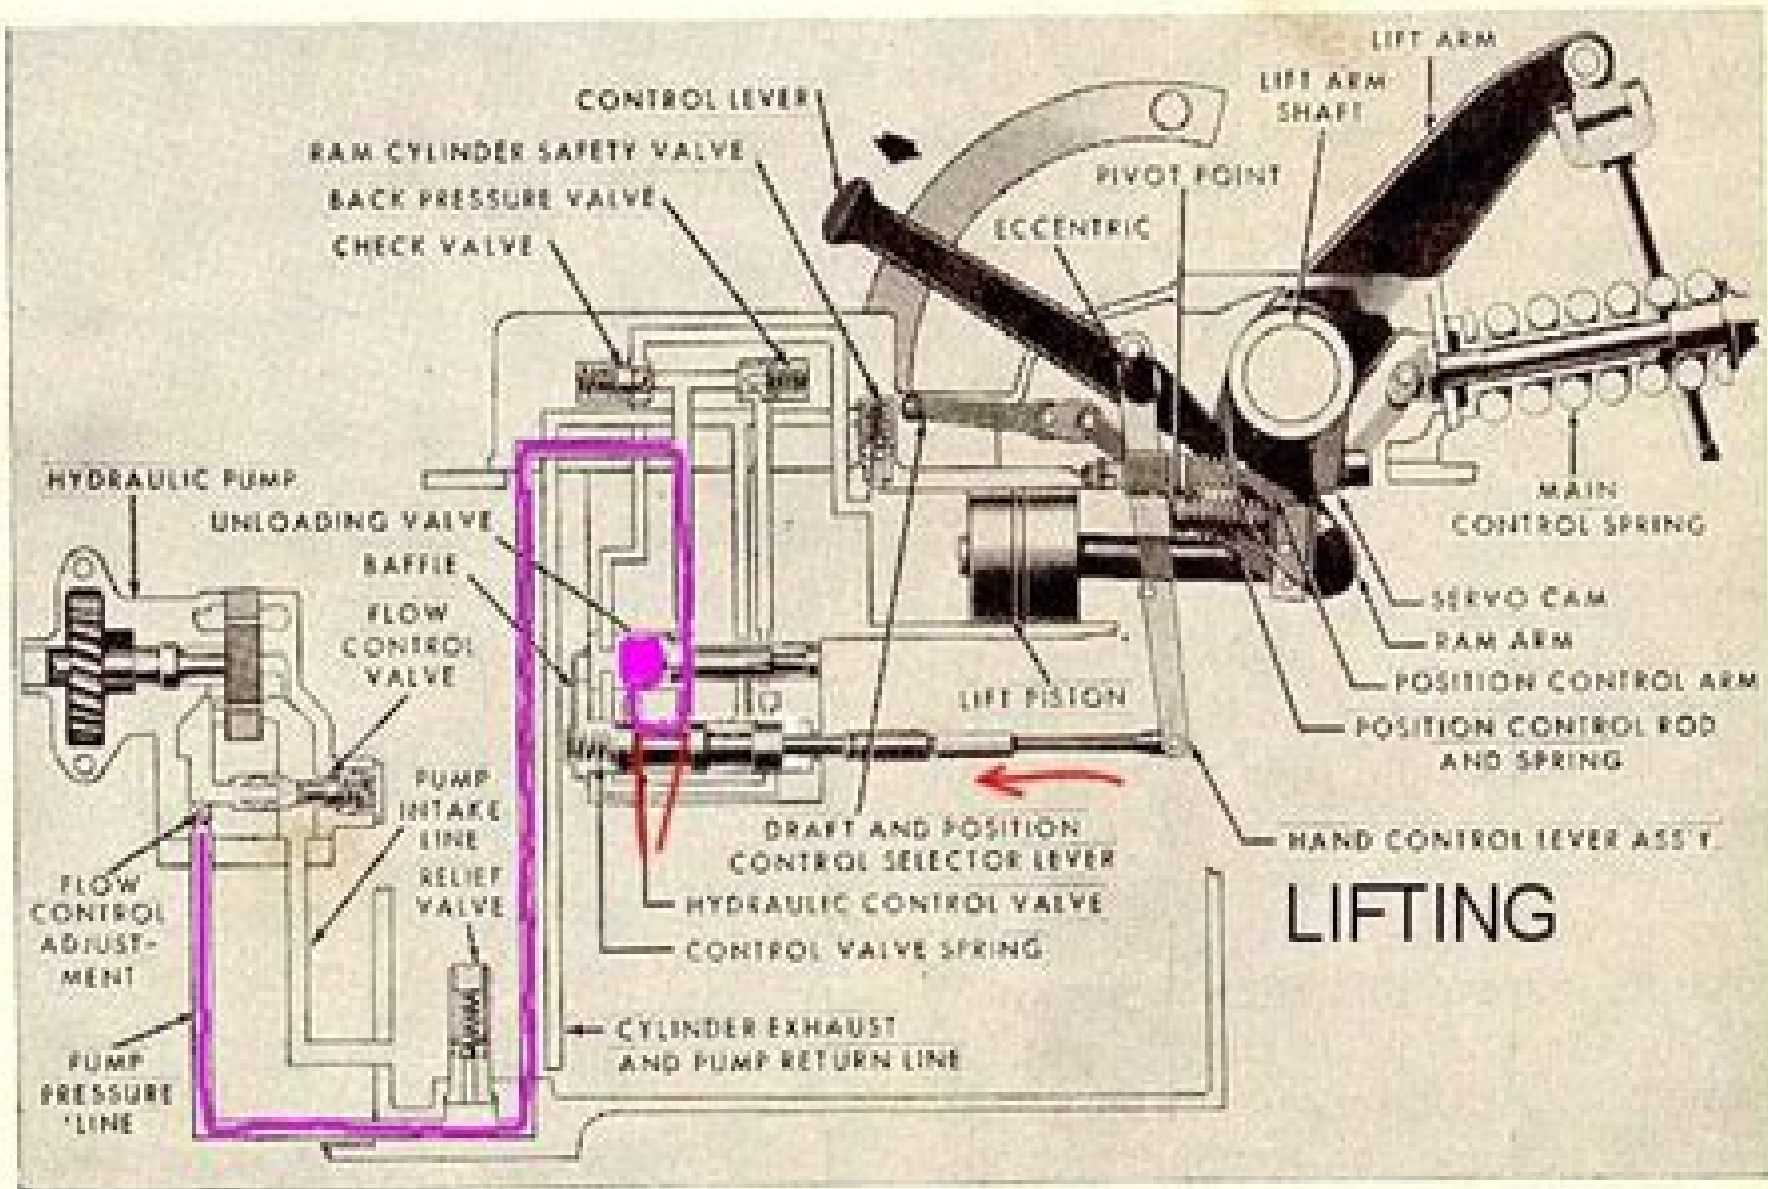 LIFT ARM
LIFT ARM
SHAFT
CONTROL LEVER
RAM CYLINDER SAFETY VALVE
PIVOT POINT
BACK PRESSURE VALVE
ECCENTRIC
CHECK VALVE
HYDRAULIC PUMP
MAIN
CONTROL SPRING
UNLOADING VALVE
BAFFLE
FLOW
CONTROL
VALVE
SERVO CAM
RAM ARM
POSITION CONTROL ARM
LIFT PISTON
POSITION CONTROL ROD
AND SPRING
PUMP
INTAKE
LINE
DRAFT AND POSITION
CONTROL SELECTOR LEVER
HAND CONTROL LEVER ASS'Y.
FLOW
CONTROL
ADJUST-
MENT
RELIEF
VALVE
HYDRAULIC CONTROL VALVE
LIFTING
CONTROL VALVE SPRING
CYLINDER EXHAUST
AND PUMP RETURN LINE
PUMP
PRESSURE
LINE